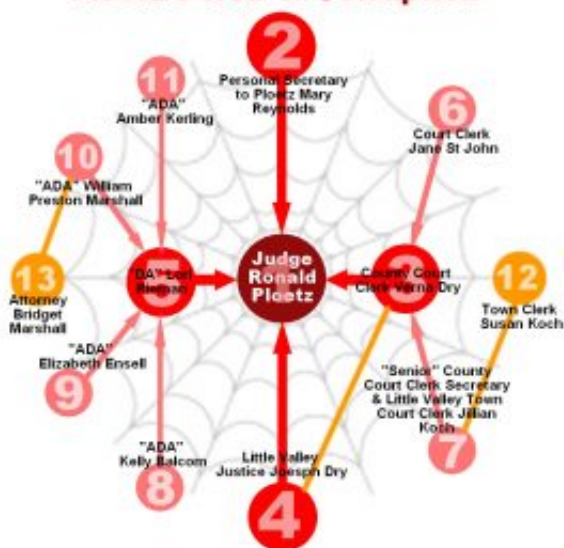 2
Personal Secretary
to Ploetz Mary
Reynolds
11
"ADA"
Amber Kerling
6
Court Clerk
Jane St John
10
"ADA" William
Preston Marshall
13
Attorney
Bridget
Marshall
5
"DA" Lori
Rieman
Judge
Ronald
Ploetz
3
County Court
Clerk Verna Dry
12
Town Clerk
Susan Koch
"ADA"
Elizabeth Ensell
9
"Senior" County
Court Clerk Secretary
& Little Valley Town
Court Clerk Jillian
Koch
7
"ADA"
Kelly Balcom
8
Little Valley
Justice Joesph Dry
4